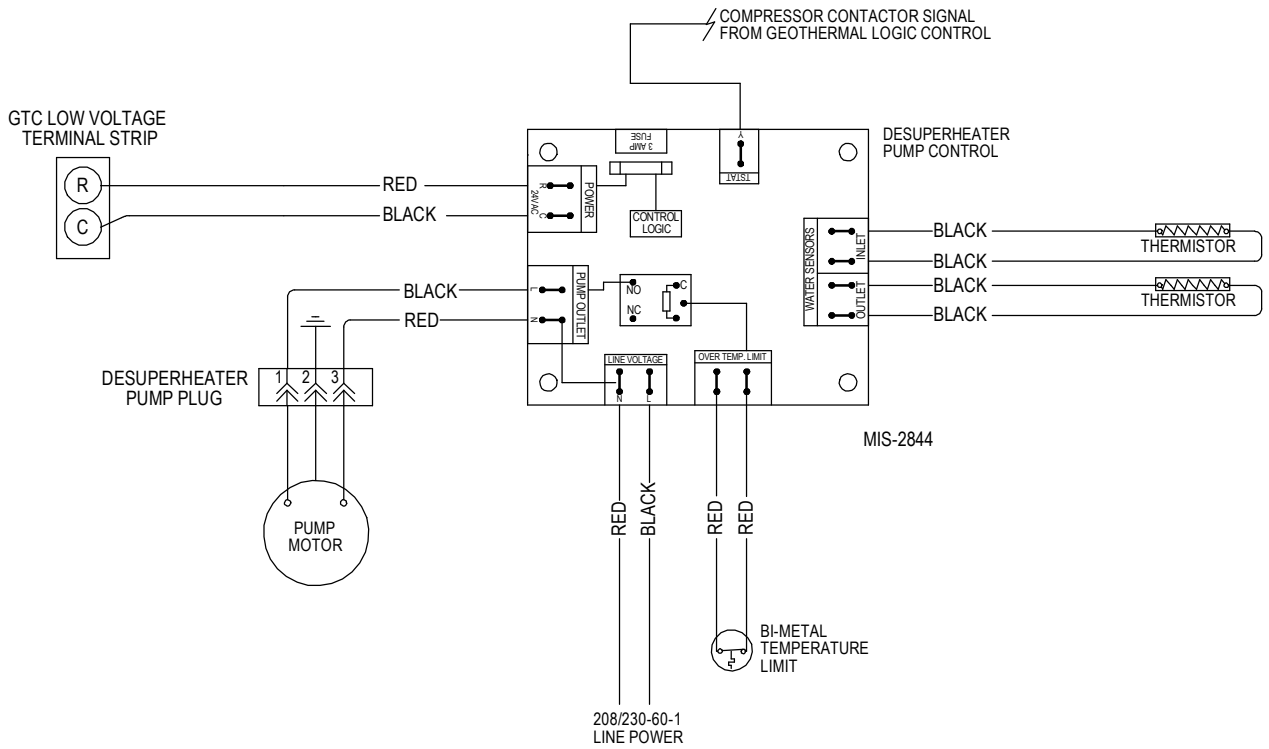 COMPRESSOR CONTACTOR SIGNAL
FROM GEOTHERMAL LOGIC CONTROL
GTC LOW VOLTAGE
TERMINAL STRIP
R
C
RED
BLACK
3 AMP
FUSE
Y
TSTAT
DESUPERHEATER
PUMP CONTROL
R
C
24VAC
POWER
CONTROL
LOGIC
WATER SENSORS
INLET
OUTLET
BLACK
THERMISTOR
BLACK
BLACK
THERMISTOR
BLACK
BLACK
RED
L
N
PUMP OUTLET
NO
NC
C
LINE VOLTAGE
N
L
OVER TEMP. LIMIT
DESUPERHEATER
PUMP PLUG
1
2
3
MIS-2844
PUMP
MOTOR
RED
BLACK
RED
RED
BI-METAL
TEMPERATURE
LIMIT
208/230-60-1
LINE POWER